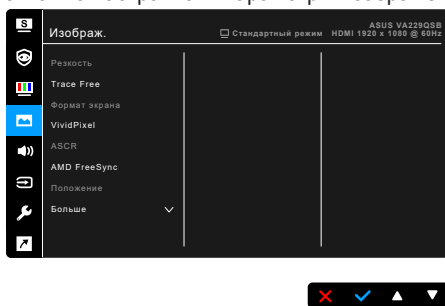 S
Изображ.
Стандартный режим
ASUS VA229QSB
HDMI 1920 x 1080 @ 60Hz
Резкость
Trace Free
Формат экрана
VividPixel
ASCR
AMD FreeSync
Положение
Больше